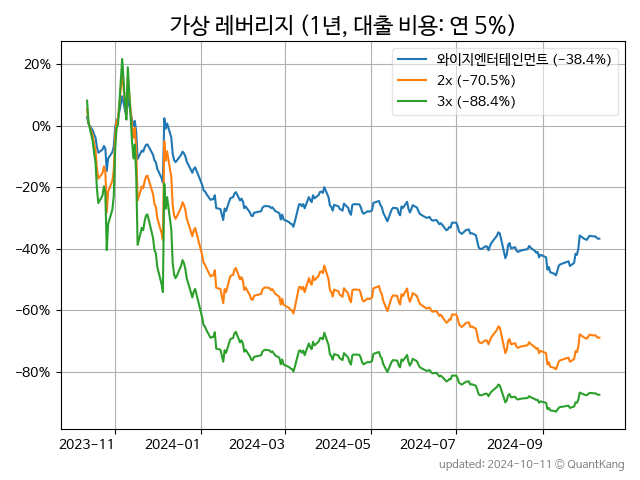 가상 레버리지 (1년, 대출 비용: 연 5%)
와이지엔터테인먼트 (−38.4%)
2x (−70.5%)
3x (−88.4%)
20%
0%
−20%
−40%
−60%
−80%
2023-11
2024-01
2024-03
2024-05
2024-07
2024-09
updated: 2024-10-11 © QuantKang